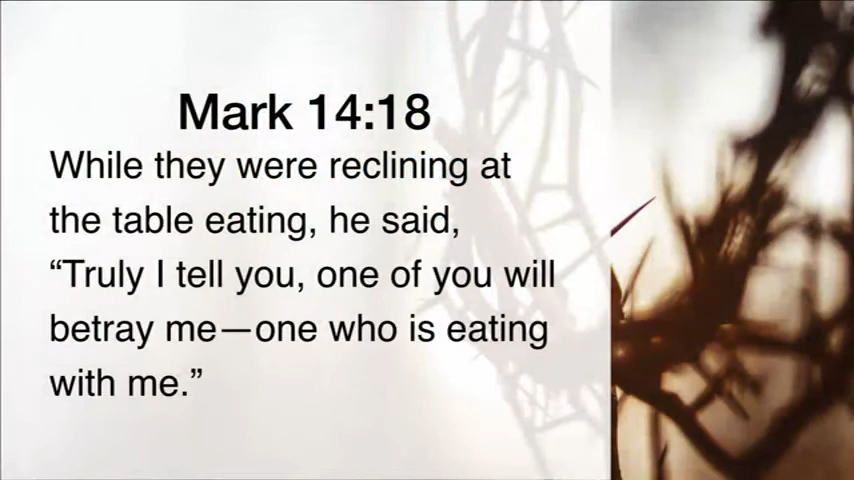 Mark 14:18
While they were reclining at
the table eating, he said,
“Truly I tell you, one of you will
betray me—one who is eating
with me.”